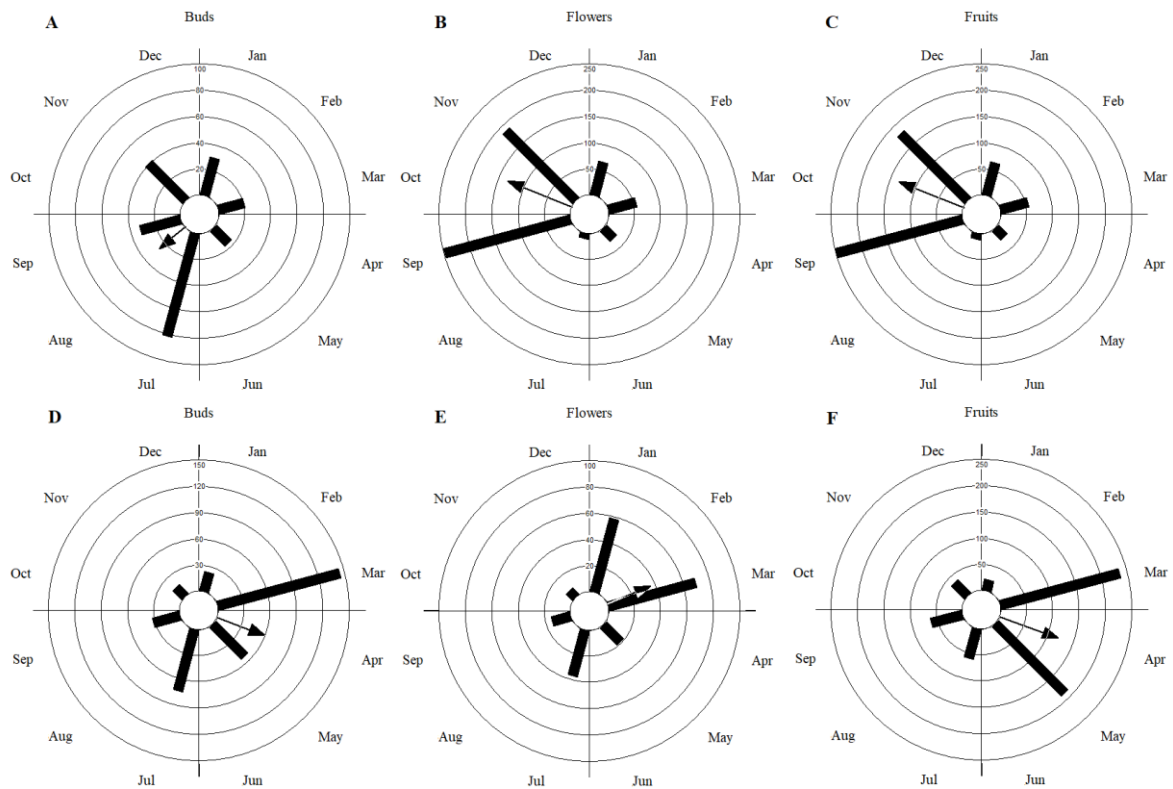 A Buds
Dec Jan
Nov Feb
Oct Mar
Sep Apr
Aug May
Jul Jun
100
80
60
40
20
B Flowers
Dec Jan
Nov Feb
Oct Mar
Sep Apr
Aug May
Jul Jun
250
200
150
100
50
C Fruits
Dec Jan
Nov Feb
Oct Mar
Sep Apr
Aug May
Jul Jun
250
200
150
100
50
D Buds
Dec Jan
Nov Feb
Oct Mar
Sep Apr
Aug May
Jul Jun
150
120
90
60
30
E Flowers
Dec Jan
Nov Feb
Oct Mar
Sep Apr
Aug May
Jul Jun
100
80
60
40
20
F Fruits
Dec Jan
Nov Feb
Oct Mar
Sep Apr
Aug May
Jul Jun
250
200
150
100
50